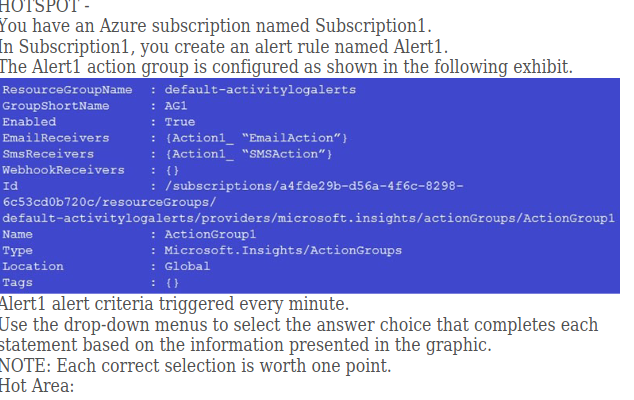 HOTSPOT -
You have an Azure subscription named Subscription1.
In Subscription1, you create an alert rule named Alert1.
The Alert1 action group is configured as shown in the following exhibit.
ResourceGroupName : default-activitylogalerts
GroupShortName : AG1
Enabled : True
EmailReceivers : {Action1_ “EmailAction”}
SmsReceivers : {Action1_ “SMSAction”}
WebhookReceivers : {}
Id : /subscriptions/a4fde29b-d56a-4f6c-8298-
6c53cd0b720c/resourceGroups/
default-activitylogalerts/providers/microsoft.insights/actionGroups/ActionGroup1
Name : ActionGroup1
Type : Microsoft.Insights/ActionGroups
Location : Global
Tags : {}
Alert1 alert criteria triggered every minute.
Use the drop-down menus to select the answer choice that completes each
statement based on the information presented in the graphic.
NOTE: Each correct selection is worth one point.
Hot Area: